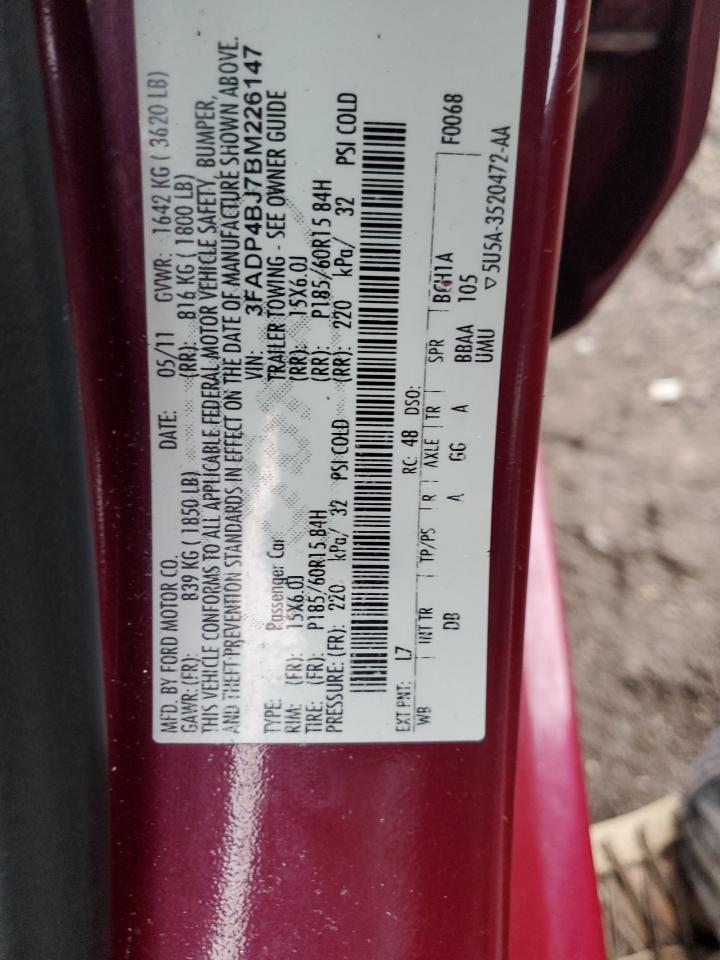 MFD. BY FORD MOTOR CO. DATE: 05/11 GVWR: 1642 KG ( 3620 LB)
GAWR:(FR): 839 KG ( 1850 LB) (RR): 816 KG ( 1800 LB)
THIS VEHICLE CONFORMS TO ALL APPLICABLE FEDERAL MOTOR VEHICLE SAFETY, BUMPER,
AND THEFT PREVENTION STANDARDS IN EFFECT ON THE DATE OF MANUFACTURE SHOWN ABOVE.
VIN: 3FADP4BJ7BM226147
TYPE: Passenger Car TRAILER TOWING - SEE OWNER GUIDE
RIM: (FR): 15X6.0J (RR): 15X6.0J
TIRE: (FR): P185/60R15 84H (RR): P185/60R15 84H
PRESSURE: (FR): 220 kPa/ 32 PSI COLD (RR): 220 kPa/ 32 PSI COLD
EXT PNT: L7 RC: 48 DSO: F0068
WB INT TR TP/PS R AXLE TR SPR BGH1A
DB A GG A BBAA 105
UMU ▽5U5A-3520472-AA